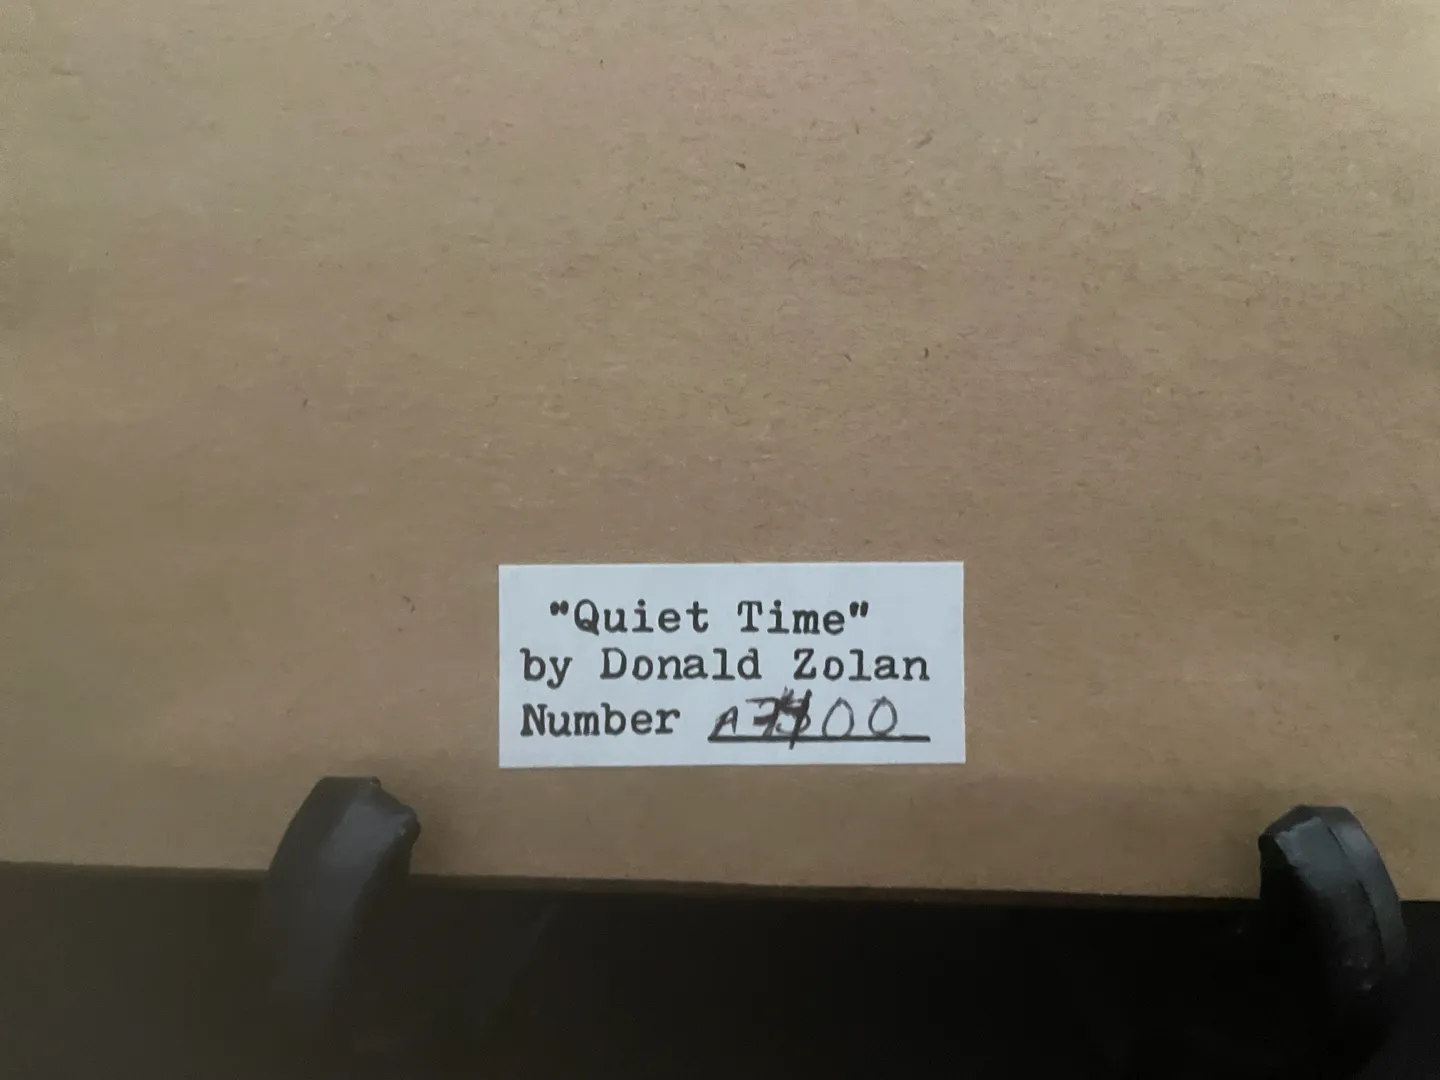 "Quiet Time"
by Donald Zolan
Number